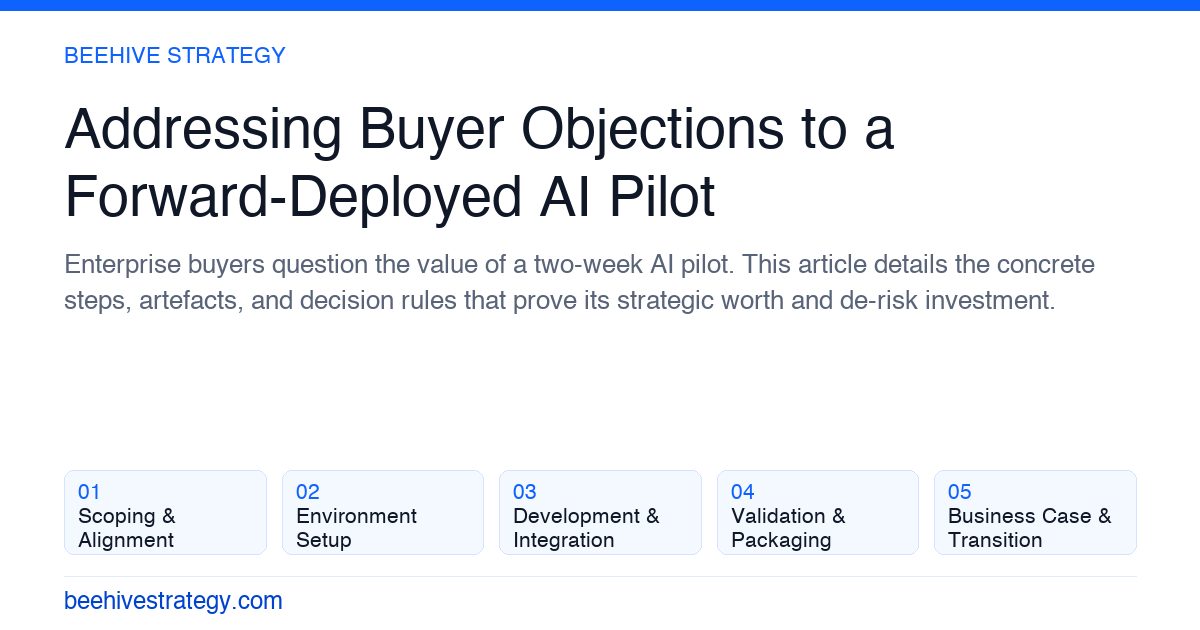 BEEHIVE STRATEGY
Addressing Buyer Objections to a
Forward-Deployed AI Pilot
Enterprise buyers question the value of a two-week AI pilot. This article details the concrete
steps, artefacts, and decision rules that prove its strategic worth and de-risk investment.
01
Scoping &
Alignment
02
Environment
Setup
03
Development &
Integration
04
Validation &
Packaging
05
Business Case &
Transition
beehivestrategy.com